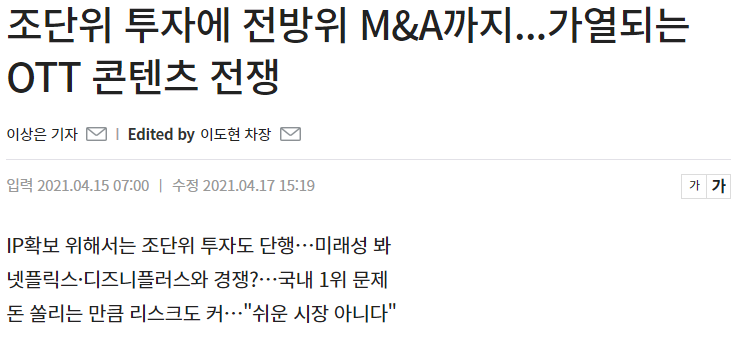 조단위 투자에 전방위 M&A까지...가열되는
OTT 콘텐츠 전쟁
이상은 기자 | Edited by 이도현 차장
입력 2021.04.15 07:00 | 수정 2021.04.17 15:19
가 가
IP확보 위해서는 조단위 투자도 단행…미래성 봐
넷플릭스·디즈니플러스와 경쟁?…국내 1위 문제
돈 쏠리는 만큼 리스크도 커…"쉬운 시장 아니다"